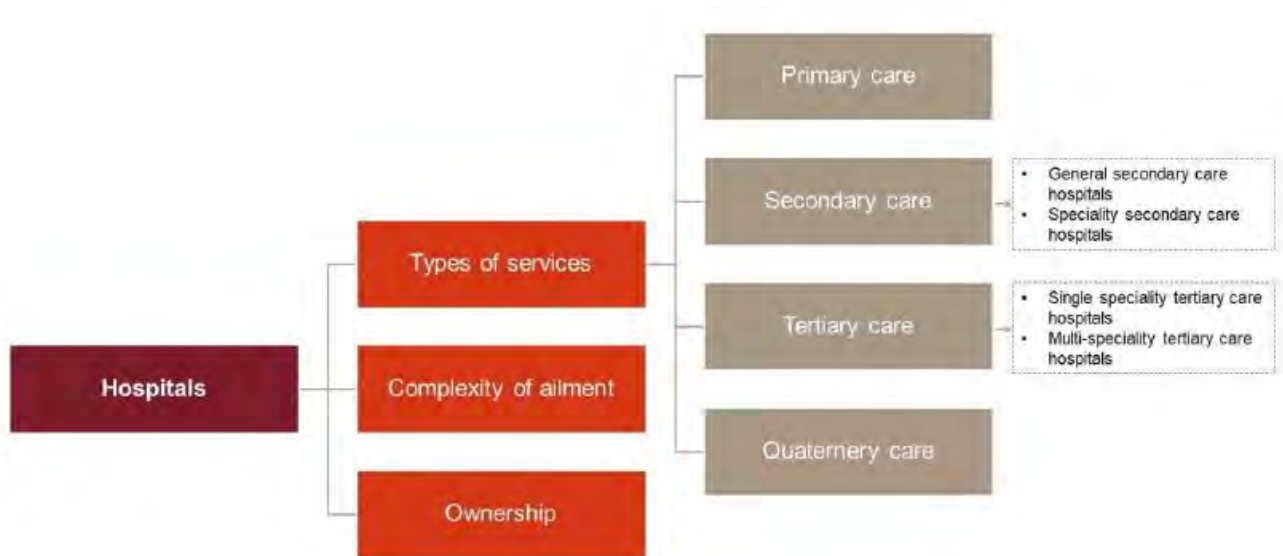 Primary care
Secondary care
• General secondary care
hospitals
• Speciality secondary care
hospitals
Types of services
Tertiary care
• Single speciality tertiary care
hospitals
• Multi-speciality tertiary care
hospitals
Hospitals
Complexity of ailment
Quaternery care
Ownership